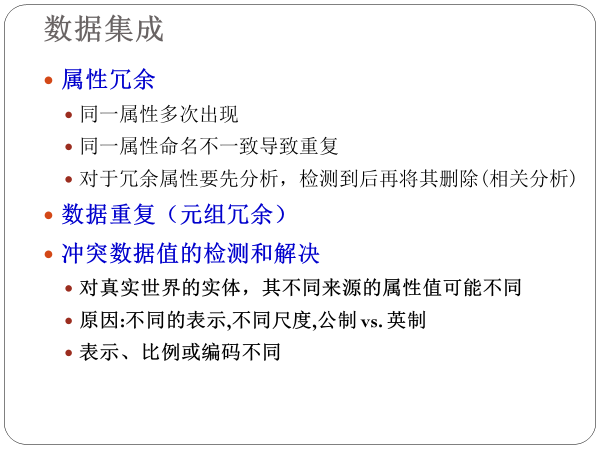 数据集成
属性冗余
同一属性多次出现
同一属性命名不一致导致重复
对于冗余属性要先分析，检测到后再将其删除(相关分析)
数据重复（元组冗余）
冲突数据值的检测和解决
对真实世界的实体，其不同来源的属性值可能不同
原因:不同的表示,不同尺度,公制 vs. 英制
表示、比例或编码不同